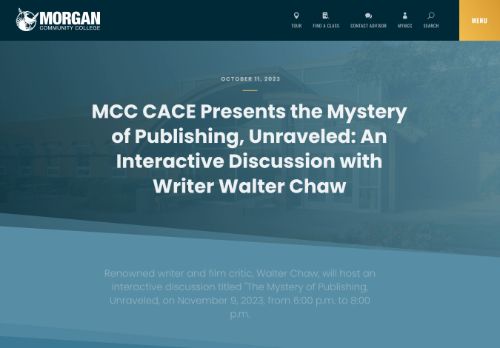 MORGAN
COMMUNITY COLLEGE
TOUR
FIND A CLASS
CONTACT ADVISOR
MYMCC
SEARCH
MENU
OCTOBER 11, 2023
MCC CACE Presents the Mystery
of Publishing, Unraveled: An
Interactive Discussion with
Writer Walter Chaw
Renowned writer and film critic, Walter Chaw, will host an
interactive discussion titled "The Mystery of Publishing,
Unraveled, on November 9, 2023, from 6:00 p.m. to 8:00
p.m.